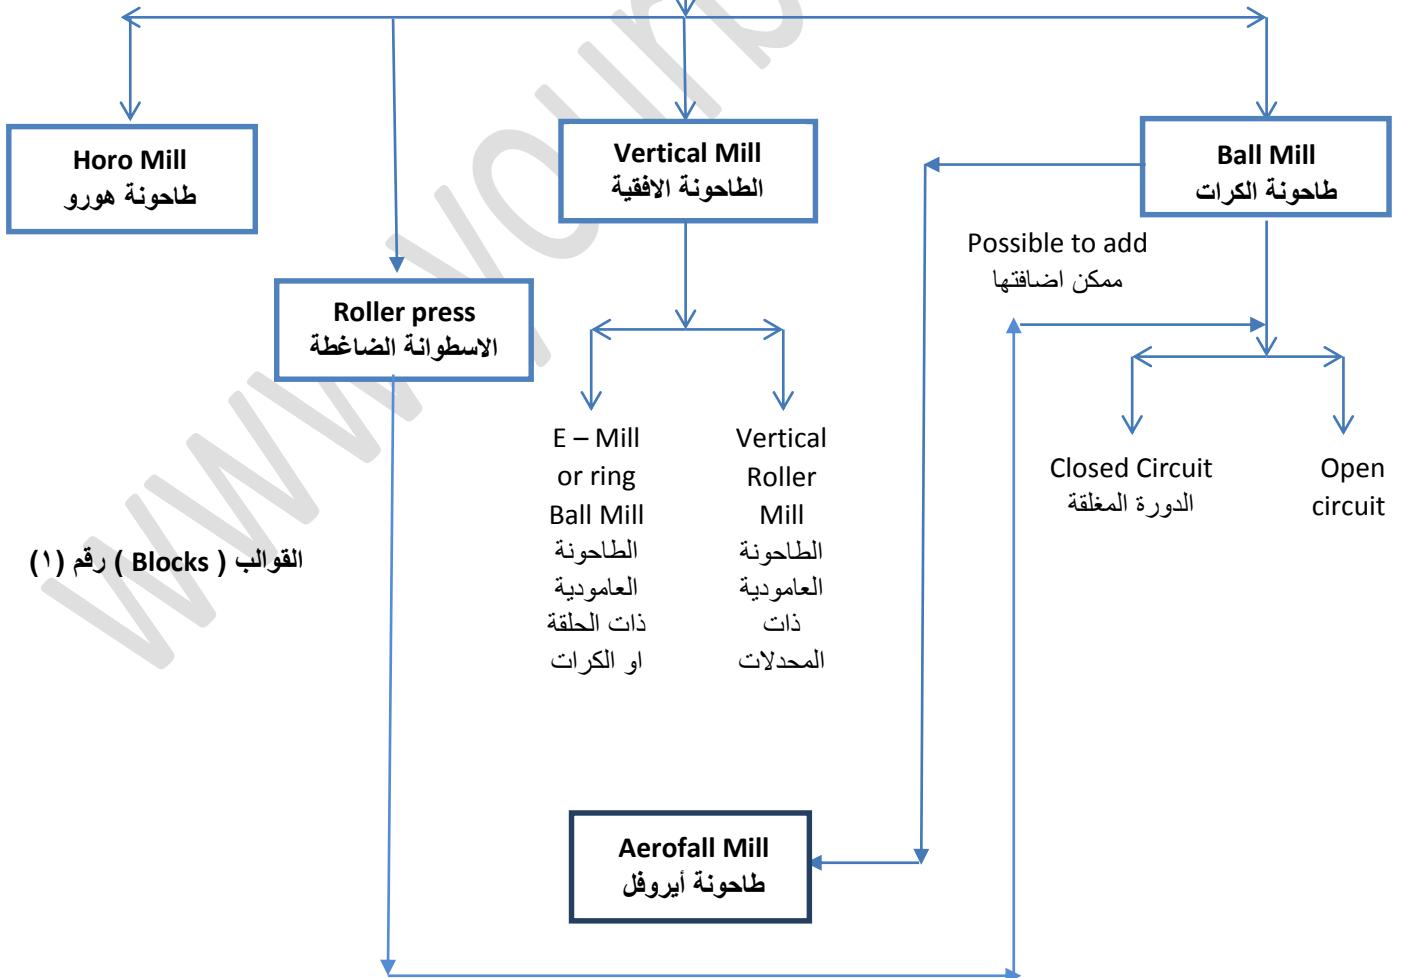 Horo Mill
طاحونة هورو
Vertical Mill
الطاحونة الافقية
Ball Mill
طاحونة الكرات
Possible to add
ممكن اضافتها
Roller press
الاسطوانة الضاغطة
E – Mill
or ring
Ball Mill
الطاحونة
العامودية
ذات الحلقة
او الكرات
Vertical
Roller
Mill
الطاحونة
العامودية
ذات
المحدلات
Closed Circuit
الدورة المغلقة
Open
circuit
القوالب ( Blocks ) رقم (١)
Aerofall Mill
طاحونة أيروفل